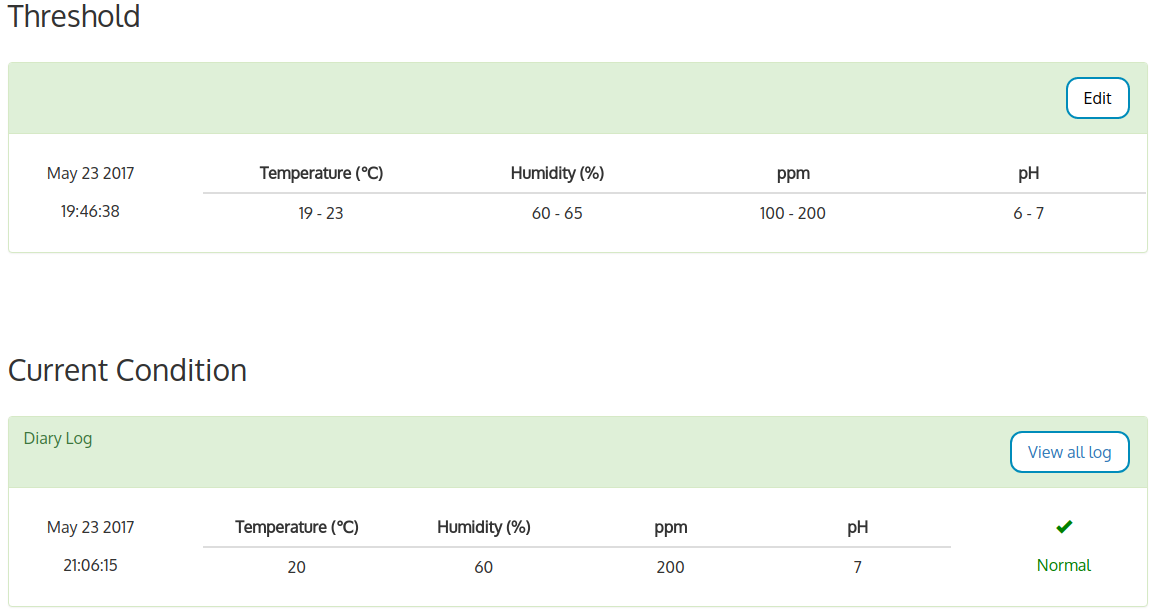 Threshold
Edit
May 23 2017 Temperature (°C) Humidity (%) ppm pH
19:46:38 19 - 23 60 - 65 100 - 200 6 - 7
Current Condition
Diary Log
View all log
May 23 2017 Temperature (°C) Humidity (%) ppm pH
21:06:15 20 60 200 7 Normal